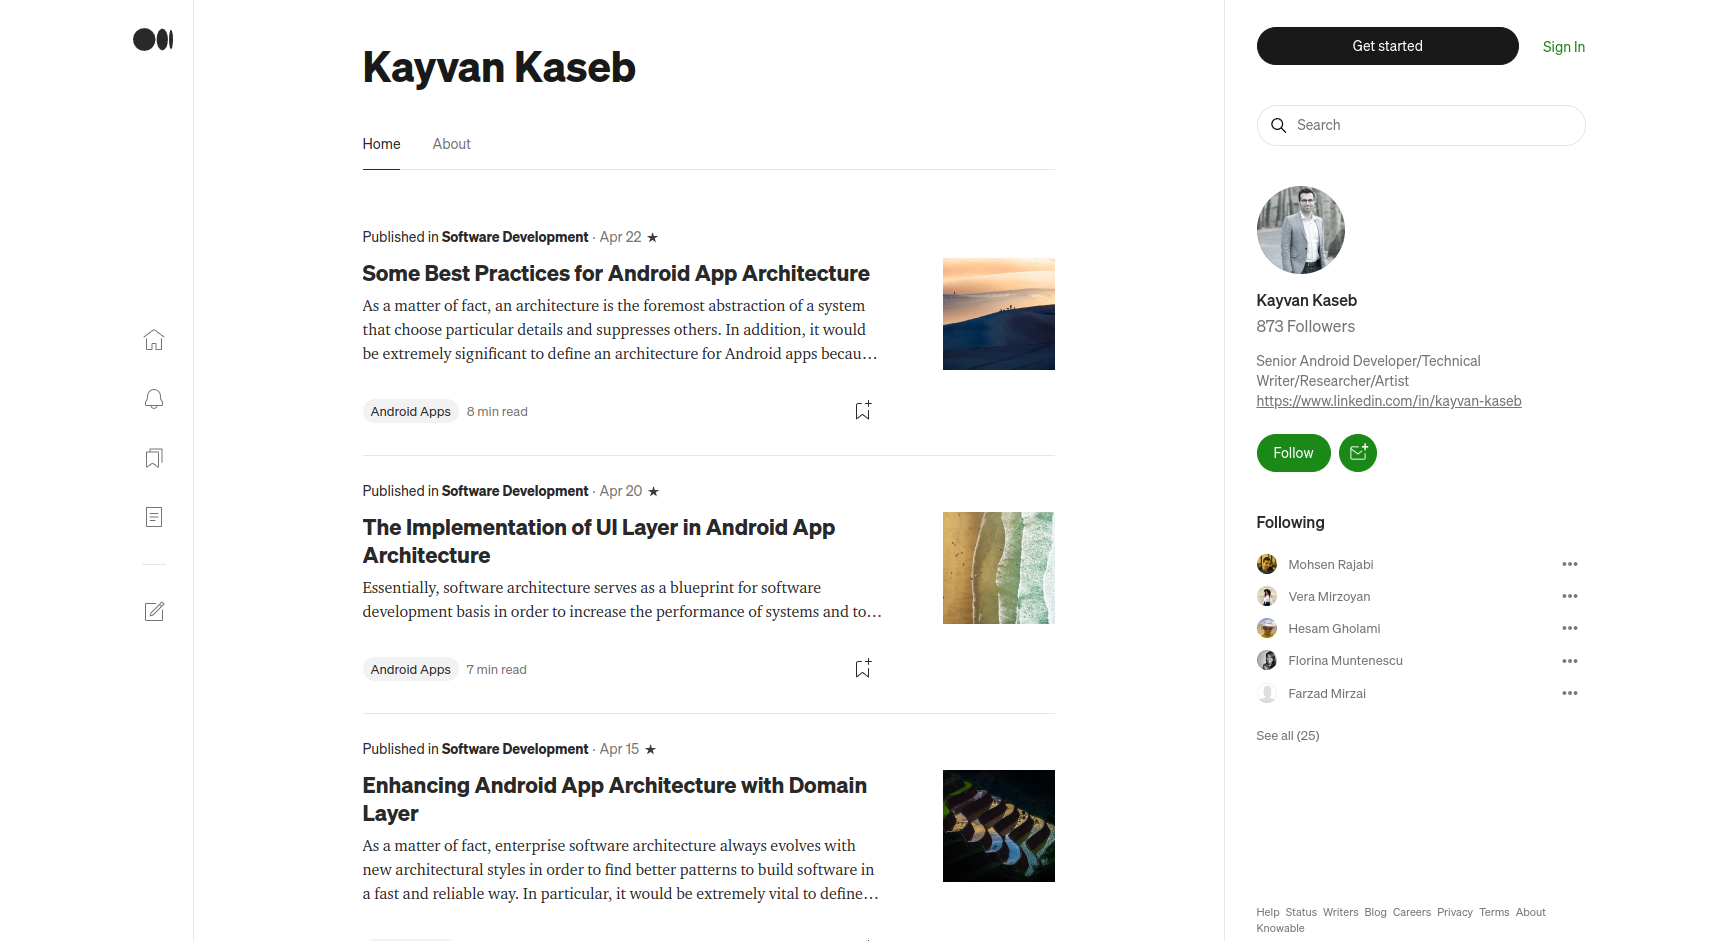 Kayvan Kaseb
Home About
Published in Software Development · Apr 22 ★
Some Best Practices for Android App Architecture
As a matter of fact, an architecture is the foremost abstraction of a system
that choose particular details and suppresses others. In addition, it would
be extremely significant to define an architecture for Android apps becau…
Android Apps 8 min read
Published in Software Development · Apr 20 ★
The Implementation of UI Layer in Android App
Architecture
Essentially, software architecture serves as a blueprint for software
development basis in order to increase the performance of systems and to…
Android Apps 7 min read
Published in Software Development · Apr 15 ★
Enhancing Android App Architecture with Domain
Layer
As a matter of fact, enterprise software architecture always evolves with
new architectural styles in order to find better patterns to build software in
a fast and reliable way. In particular, it would be extremely vital to define…
Get started Sign In
Search
Kayvan Kaseb
873 Followers
Senior Android Developer/Technical
Writer/Researcher/Artist
https://www.linkedin.com/in/kayvan-kaseb
Follow
Following
Mohsen Rajabi
Vera Mirzoyan
Hesam Gholami
Florina Muntenescu
Farzad Mirzai
See all (25)
Help Status Writers Blog Careers Privacy Terms About
Knowable